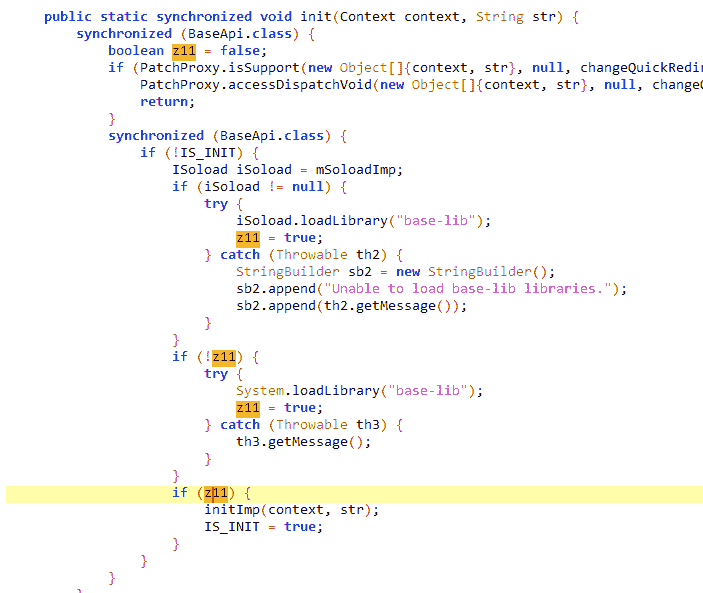 public static synchronized void init(Context context, String str) {
synchronized (BaseApi.class) {
boolean z11 = false;
if (PatchProxy.isSupport(new Object[]{context, str}, null, changeQuickRedir
PatchProxy.accessDispatchVoid(new Object[]{context, str}, null, changeQ
return;
}
synchronized (BaseApi.class) {
if (!IS_INIT) {
ISoload iSoload = mSoloadImp;
if (iSoload != null) {
try {
iSoload.loadLibrary("base-lib");
z11 = true;
} catch (Throwable th2) {
StringBuilder sb2 = new StringBuilder();
sb2.append("Unable to load base-lib libraries.");
sb2.append(th2.getMessage());
}
}
if (!z11) {
try {
System.loadLibrary("base-lib");
z11 = true;
} catch (Throwable th3) {
th3.getMessage();
}
}
if (z11) {
initImp(context, str);
IS_INIT = true;
}
}
}